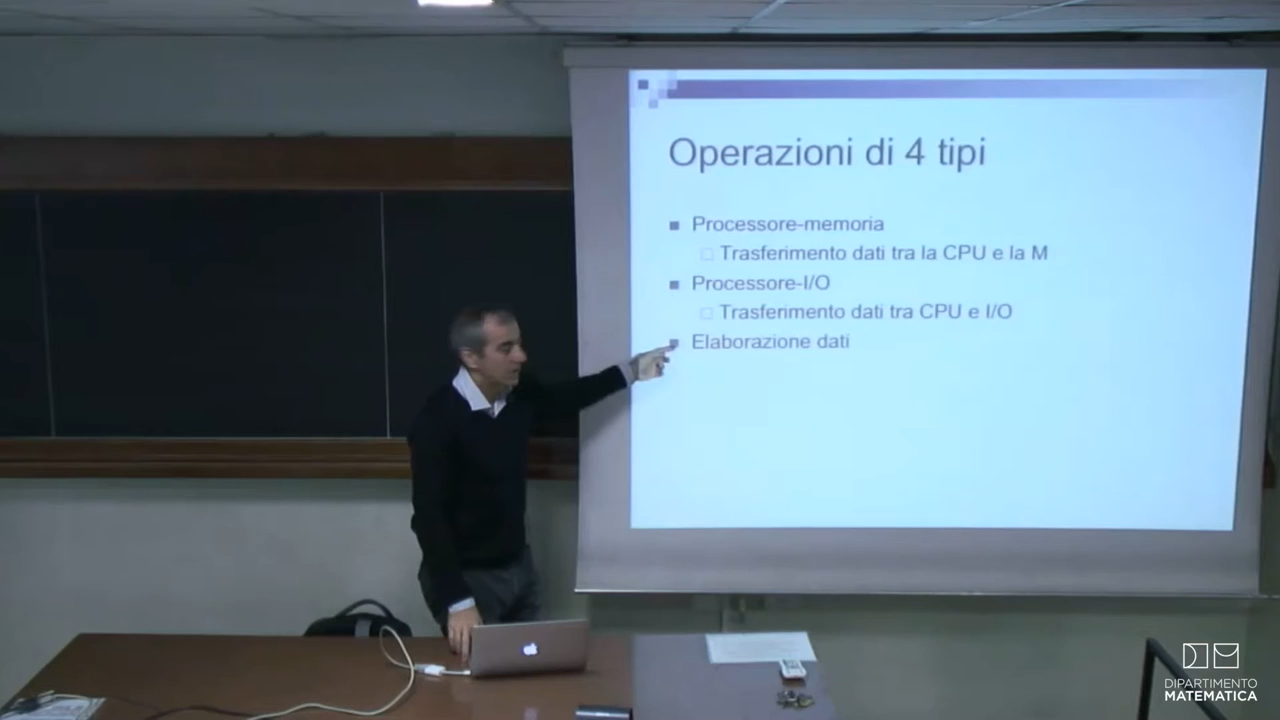 Operazioni di 4 tipi
Processore-memoria
Trasferimento dati tra la CPU e la M
Processore-I/O
Trasferimento dati tra CPU e I/O
Elaborazione dati
DIPARTIMENTO
MATEMATICA